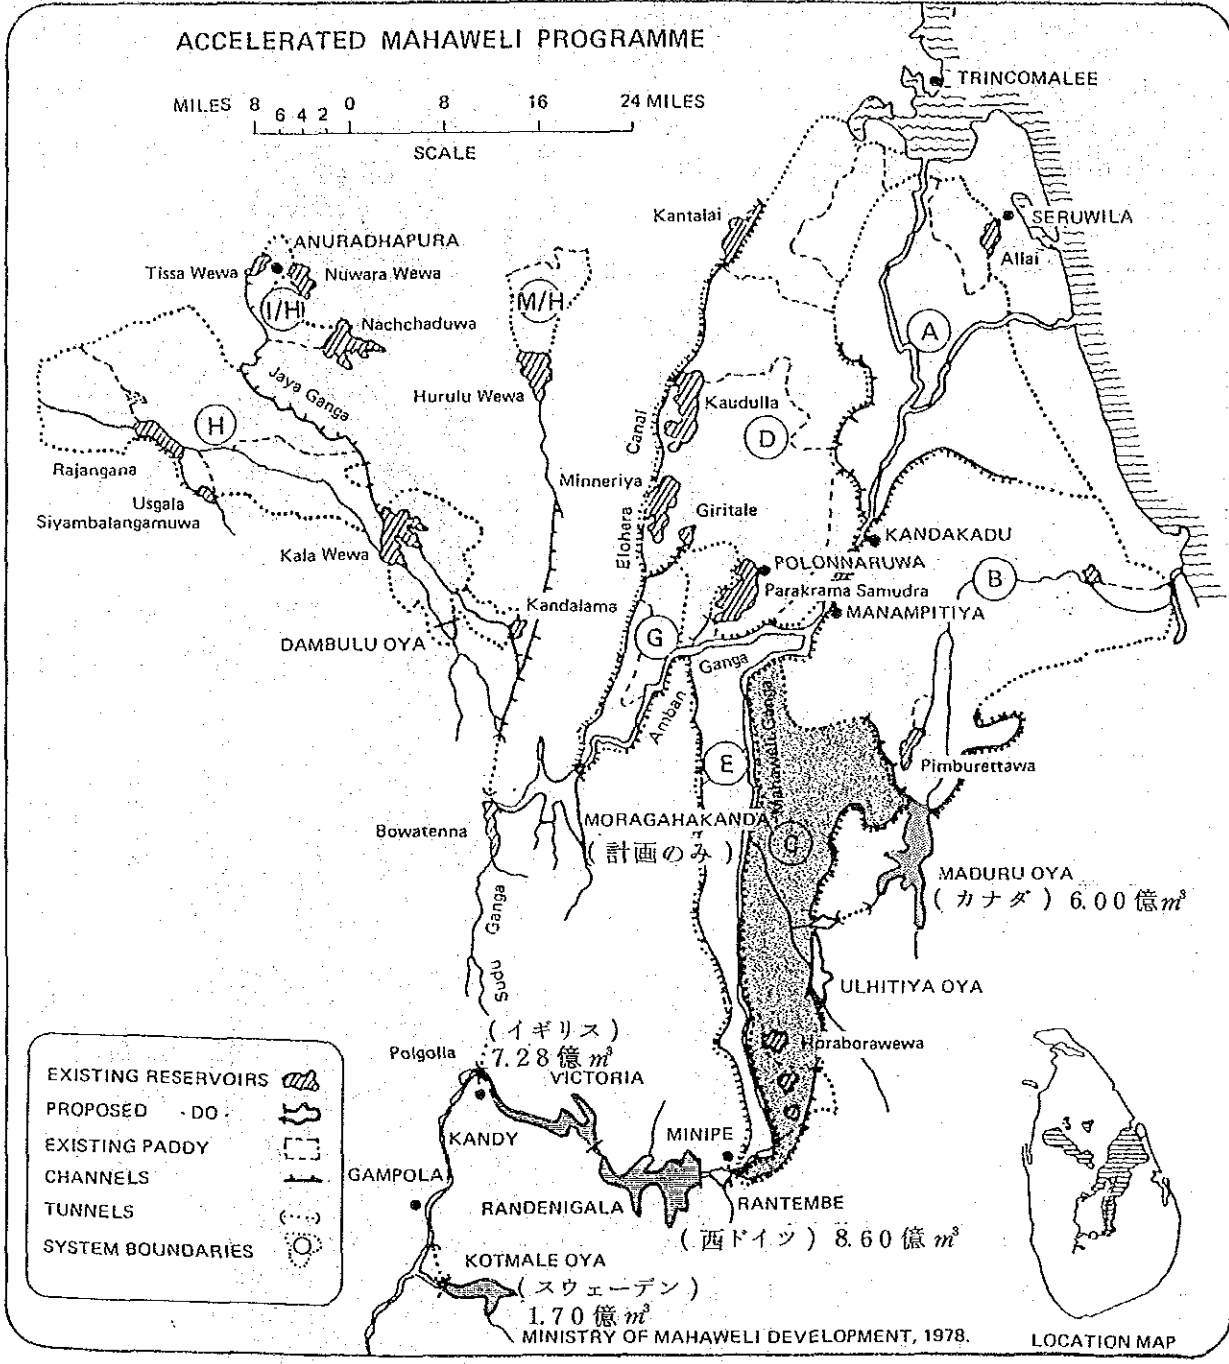 ACCELERATED MAHAWELI PROGRAMME
MILES 8 6 4 2 0 8 16 24 MILES
SCALE
TRINCOMALEE
Kantalai
SERUWILA
Allai
ANURADHAPURA
Tissa Wewa
Nuwara Wewa
I/H
M/H
Nachchaduwa
A
Jaya Ganga
Hurulu Wewa
Kaudulla
Elohara Canal
H
D
Rajangana
Minneriya
Usgala
Siyambalangamuwa
Giritale
Kala Wewa
KANDAKADU
POLONNARUWA
or
Parakrama Samudra
B
Kandalama
MANAMPITIYA
DAMBULU OYA
G
Amban Ganga
Mahaweli Ganga
E
Pimburettawa
Bowatenna
MORAGAHAKANDA
(計画のみ)
C
MADURU OYA
(カナダ) 6.00億m³
Sudu Ganga
ULHITIYA OYA
(イギリス)
7.28億m³
Polgolla
VICTORIA
Horaborawewa
KANDY
MINIPE
GAMPOLA
RANDENIGALA
RANTEMBE
(西ドイツ) 8.60億m³
KOTMALE OYA
(スウェーデン)
1.70億m³
EXISTING RESERVOIRS
PROPOSED - DO -
EXISTING PADDY
CHANNELS
TUNNELS
SYSTEM BOUNDARIES
MINISTRY OF MAHAWELI DEVELOPMENT, 1978.
LOCATION MAP